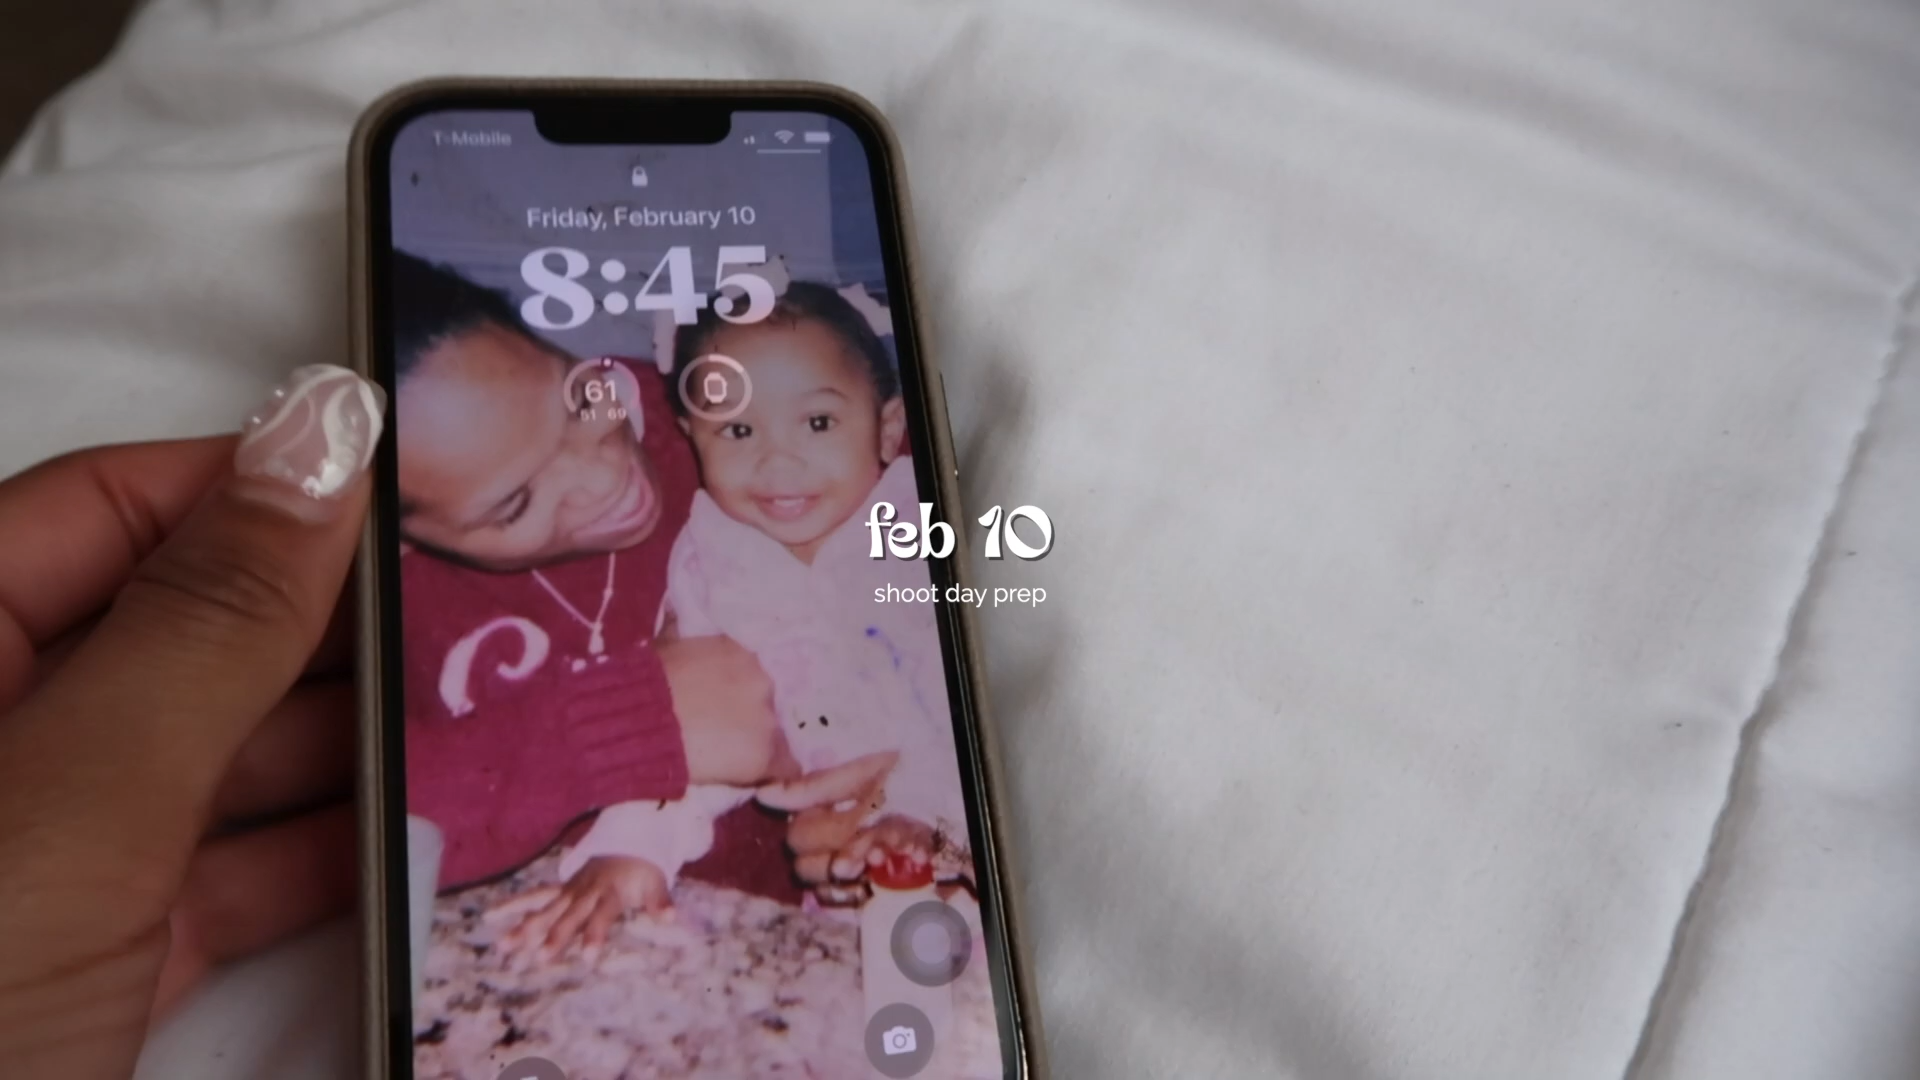 T-Mobile
Friday, February 10
8:45
61
51 69
feb 10
shoot day prep